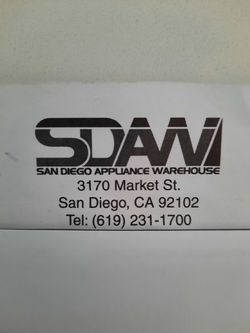 SDAW
SAN DIEGO APPLIANCE WAREHOUSE
3170 Market St.
San Diego, CA 92102
Tel: (619) 231-1700